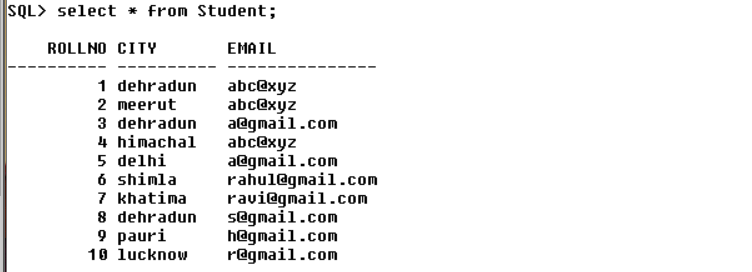 SQL> select * from Student;
ROLLNO CITY EMAIL
---------- ---------- ---------------
1 dehradun abc@xyz
2 meerut abc@xyz
3 dehradun a@gmail.com
4 himachal abc@xyz
5 delhi a@gmail.com
6 shimla rahul@gmail.com
7 khatima ravi@gmail.com
8 dehradun s@gmail.com
9 pauri h@gmail.com
10 lucknow r@gmail.com